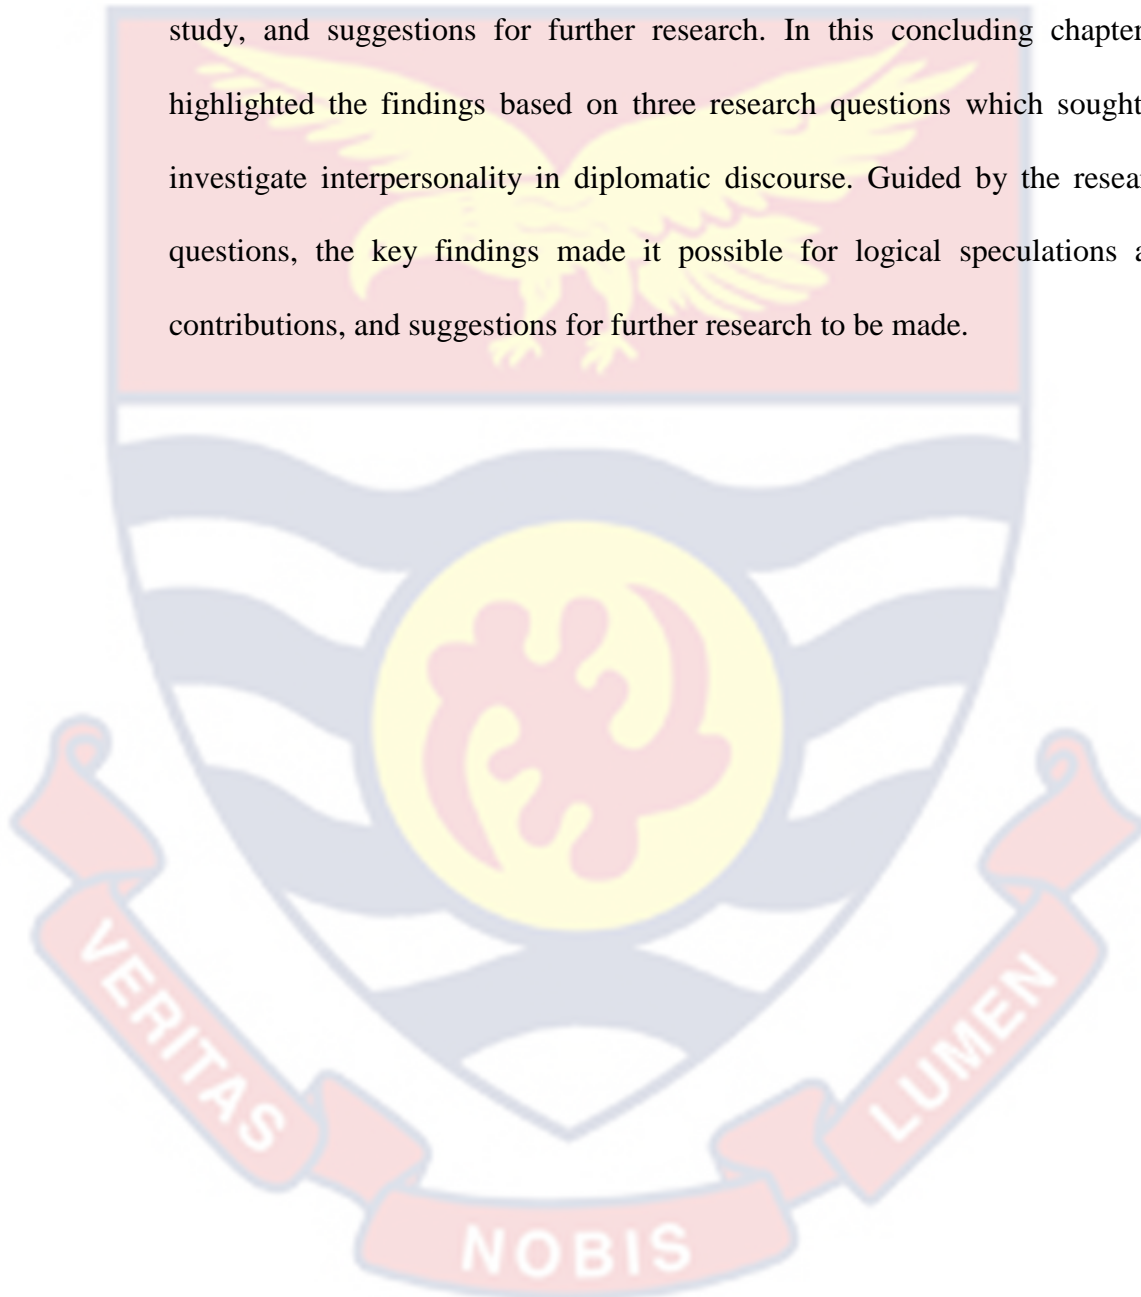 study, and suggestions for further research. In this concluding chapter
highlighted the findings based on three research questions which sought
investigate interpersonality in diplomatic discourse. Guided by the resear
questions, the key findings made it possible for logical speculations a
contributions, and suggestions for further research to be made.
VERITAS
NOBIS
LUMEN